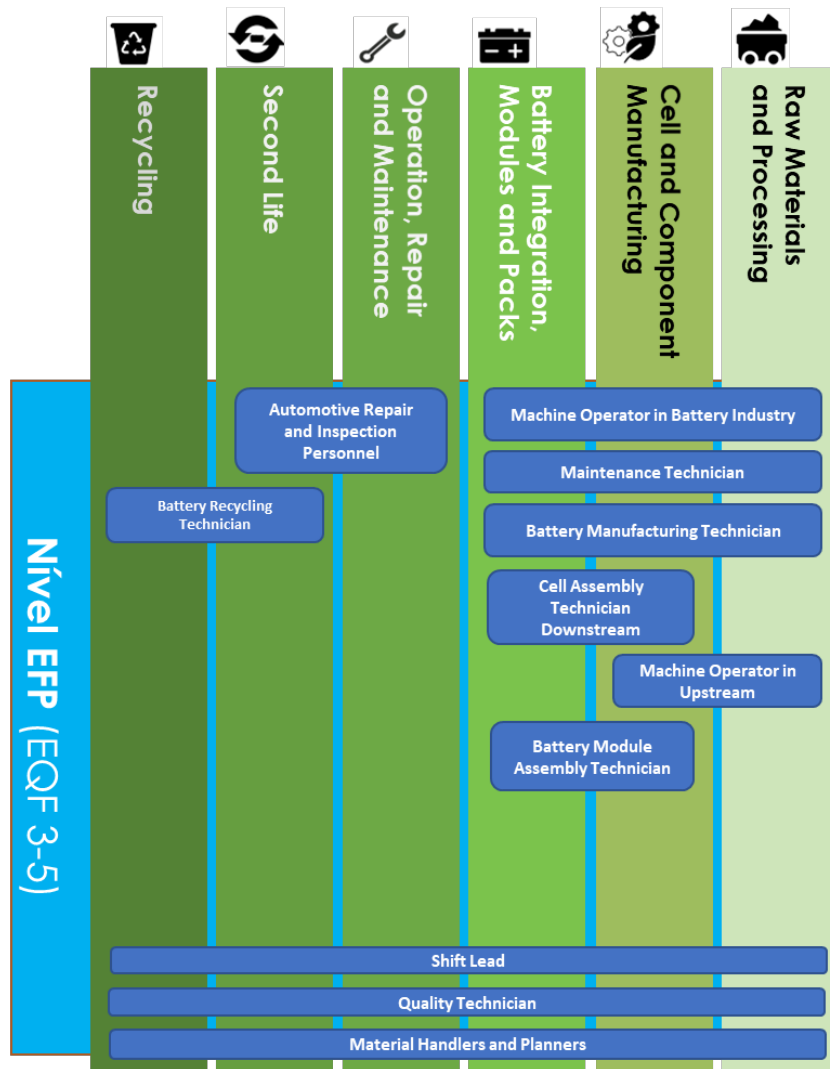 Recycling
Second Life
Operation, Repair
and Maintenance
Battery Integration,
Modules and Packs
Cell and Component
Manufacturing
Raw Materials
and Processing
Nível EFP (EQF 3-5)
Automotive Repair
and Inspection
Personnel
Machine Operator in Battery Industry
Maintenance Technician
Battery Recycling
Technician
Battery Manufacturing Technician
Cell Assembly
Technician
Downstream
Machine Operator in
Upstream
Battery Module
Assembly Technician
Shift Lead
Quality Technician
Material Handlers and Planners